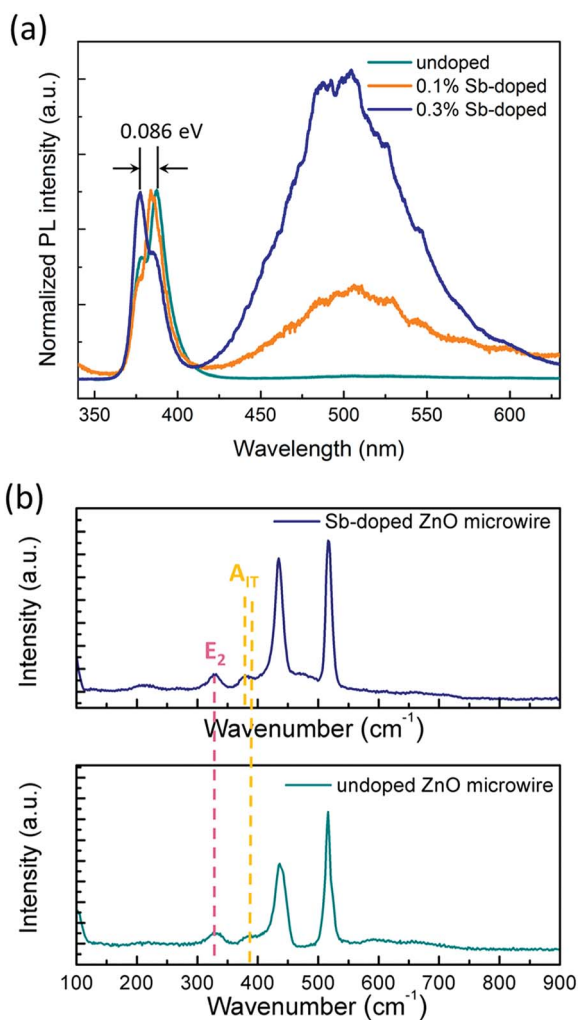 (a)
undoped
0.1% Sb-doped
0.3% Sb-doped
0.086 eV
Normalized PL intensity (a.u.)
350 400 450 500 550 600
Wavelength (nm)
(b)
Sb-doped ZnO microwire
A_IT
E_2
Intensity (a.u.)
Wavenumber (cm⁻¹)
undoped ZnO microwire
Intensity (a.u.)
100 200 300 400 500 600 700 800 900
Wavenumber (cm⁻¹)